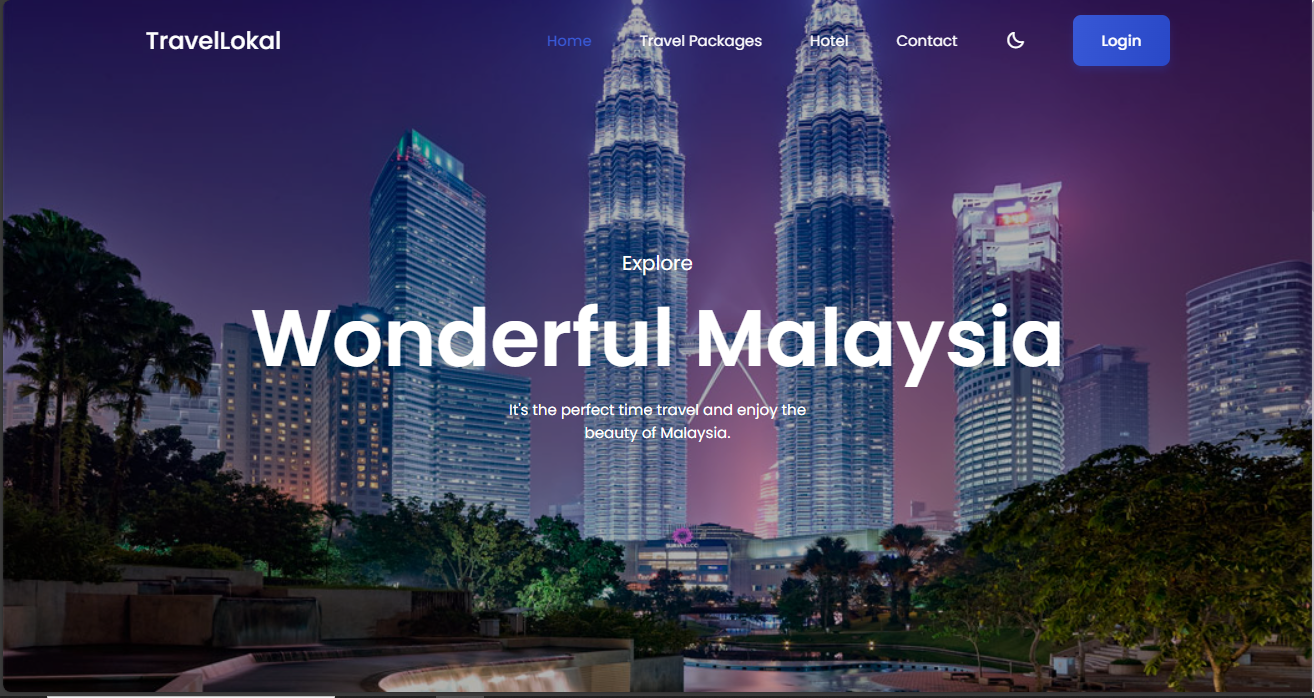 TravelLokal
Home
Travel Packages
Hotel
Contact
Login
Explore
Wonderful Malaysia
It's the perfect time travel and enjoy the
beauty of Malaysia.